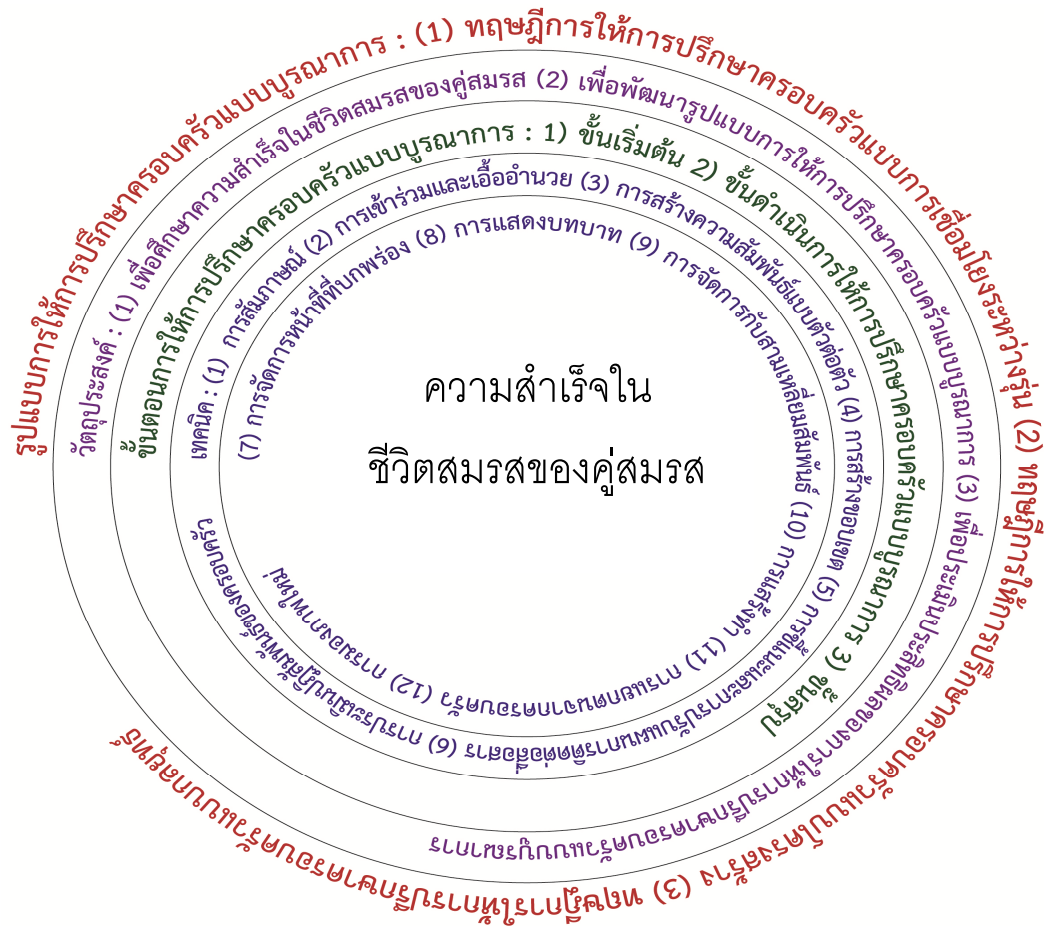 รูปแบบการให้การปรึกษาครอบครัวแบบบูรณาการ : (1) ทฤษฎีการให้การปรึกษาครอบครัวแบบการเชื่อมโยงระหว่างรุ่น (2) ทฤษฎีการให้การปรึกษาครอบครัวแบบโครงสร้าง (3) ทฤษฎีการให้การปรึกษาครอบครัวแบบกลยุทธ์
วัตถุประสงค์ : (1) เพื่อศึกษาความสำเร็จในชีวิตสมรสของคู่สมรส (2) เพื่อพัฒนารูปแบบการให้การปรึกษาครอบครัวแบบบูรณาการ (3) เพื่อประเมินประสิทธิผลของการให้การปรึกษาครอบครัวแบบบูรณาการ
ขั้นตอนการให้การปรึกษาครอบครัวแบบบูรณาการ : 1) ขั้นเริ่มต้น 2) ขั้นดำเนินการให้การปรึกษาครอบครัวแบบบูรณาการ 3) ขั้นสรุป
เทคนิค : (1) การสัมภาษณ์ (2) การเข้าร่วมและเอื้ออำนวย (3) การสร้างความสัมพันธ์แบบตัวต่อตัว (4) การสร้างขอบเขต (5) การชี้แนะและการปรับแผนการติดต่อสื่อสาร (6) การประเมินปฏิสัมพันธ์ของครอบครัว
(7) การจัดการหน้าที่ที่บกพร่อง (8) การแสดงบทบาท (9) การจัดการกับสามเหลี่ยมสัมพันธ์ (10) การแสร้งทำ (11) การแยกตนจากครอบครัว (12) การมองภาพใหม่
ความสำเร็จใน
ชีวิตสมรสของคู่สมรส